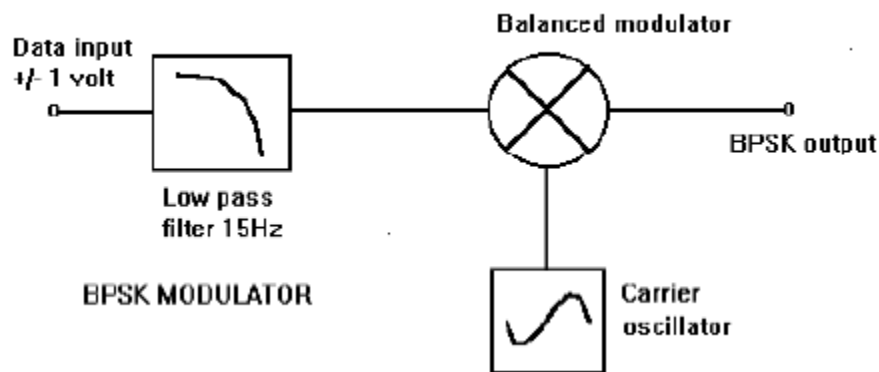 Balanced modulator
Data input
+/- 1 volt
BPSK output
Low pass
filter 15Hz
BPSK MODULATOR
Carrier
oscillator